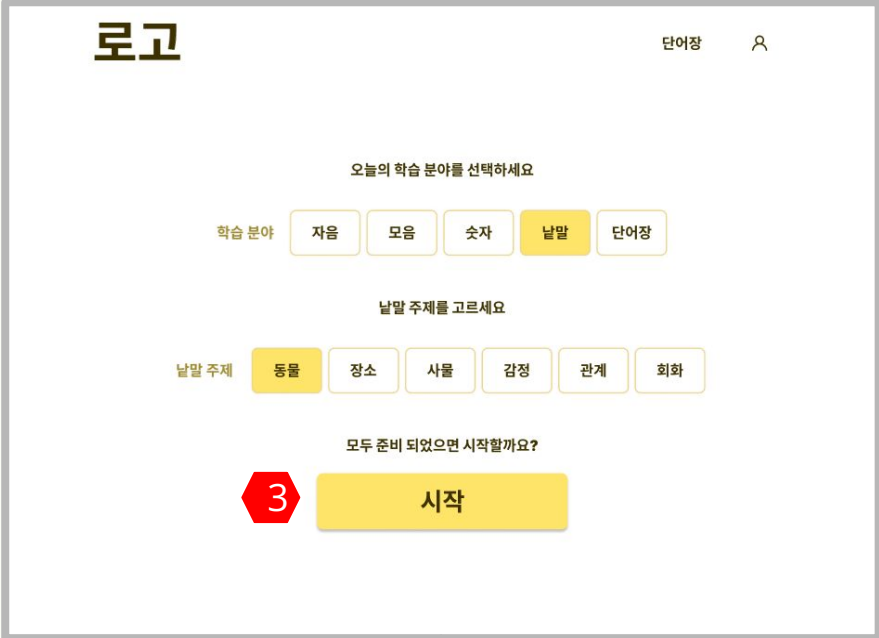 로고
단어장
오늘의 학습 분야를 선택하세요
학습 분야 자음 모음 숫자 낱말 단어장
낱말 주제를 고르세요
낱말 주제 동물 장소 사물 감정 관계 회화
모두 준비 되었으면 시작할까요?
3 시작